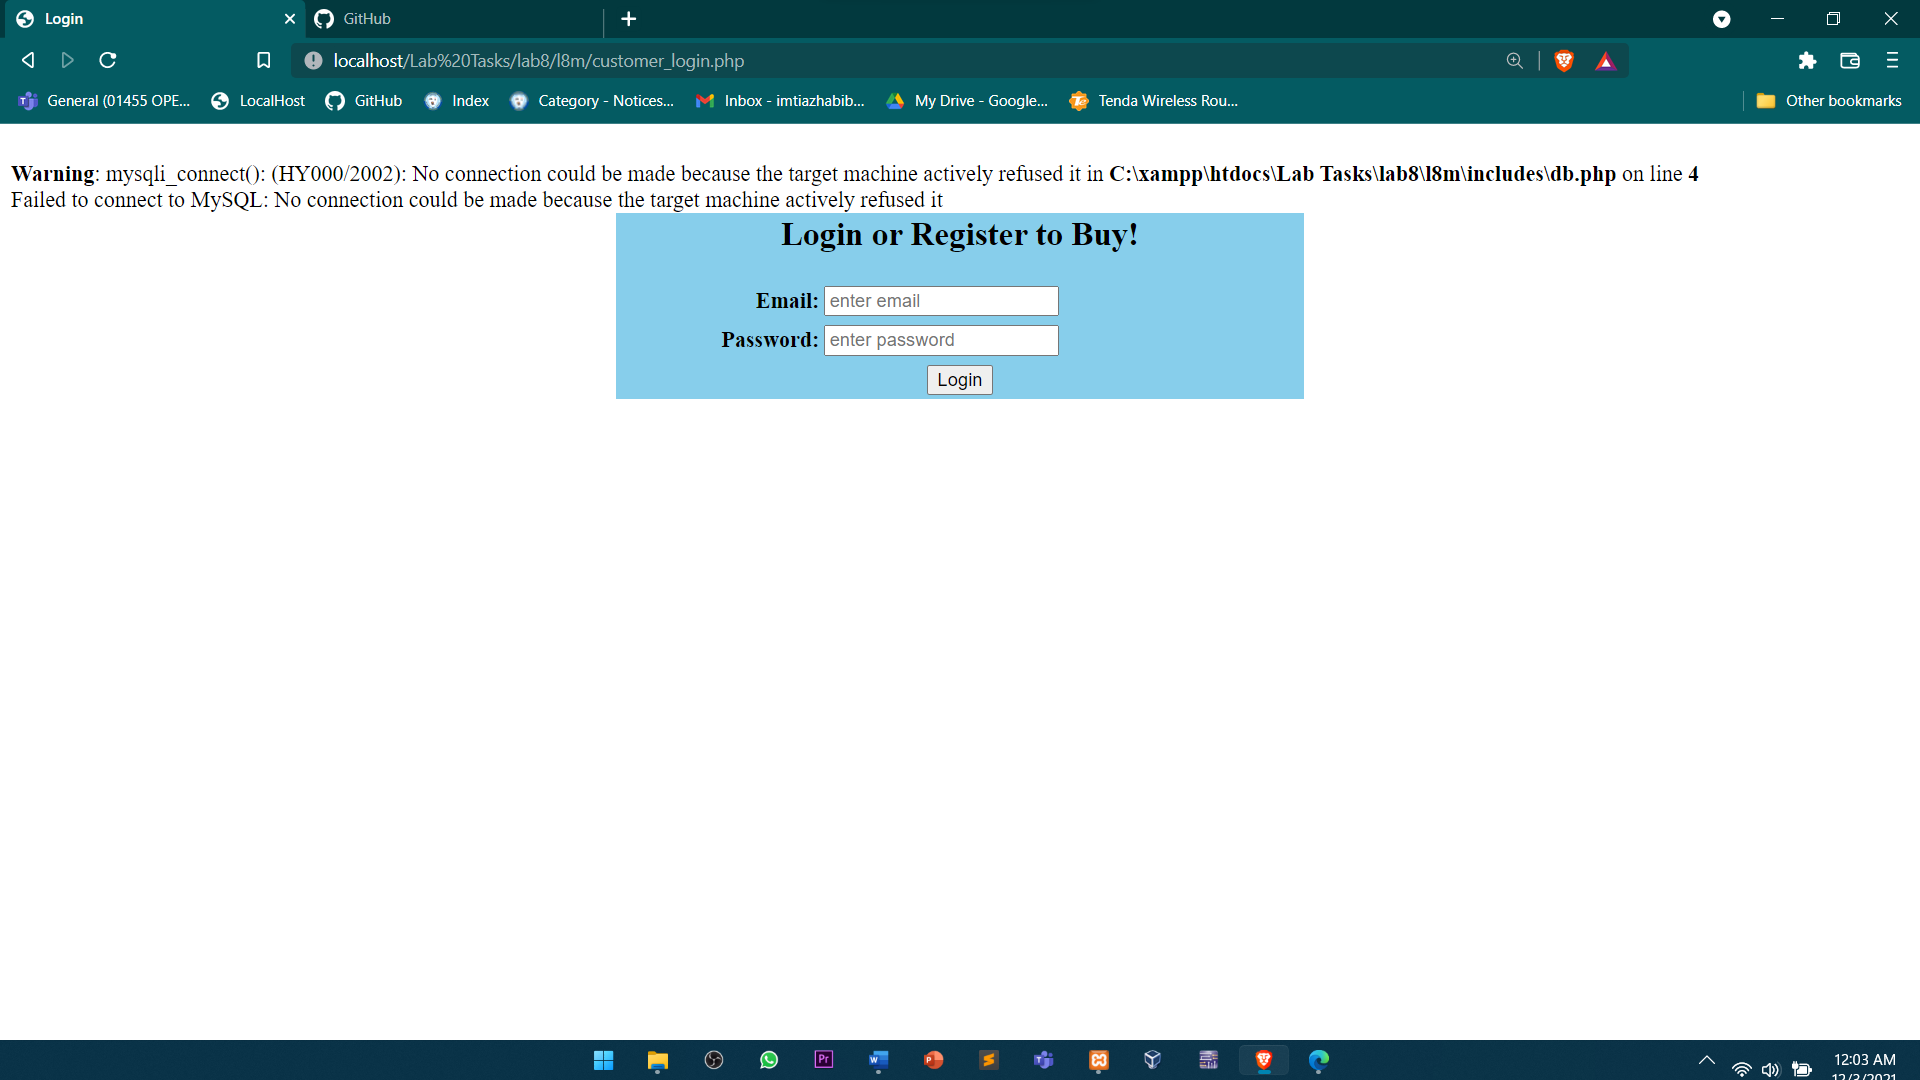 Login
GitHub
localhost/Lab%20Tasks/lab8/l8m/customer_login.php
General (01455 OPE...
LocalHost
GitHub
Index
Category - Notices...
Inbox - imtiazhabib...
My Drive - Google...
Tenda Wireless Rou...
Other bookmarks
Warning: mysqli_connect(): (HY000/2002): No connection could be made because the target machine actively refused it in C:\xampp\htdocs\Lab Tasks\lab8\l8m\includes\db.php on line 4
Failed to connect to MySQL: No connection could be made because the target machine actively refused it
Login or Register to Buy!
Email: enter email
Password: enter password
Login
12:03 AM
12/3/2021